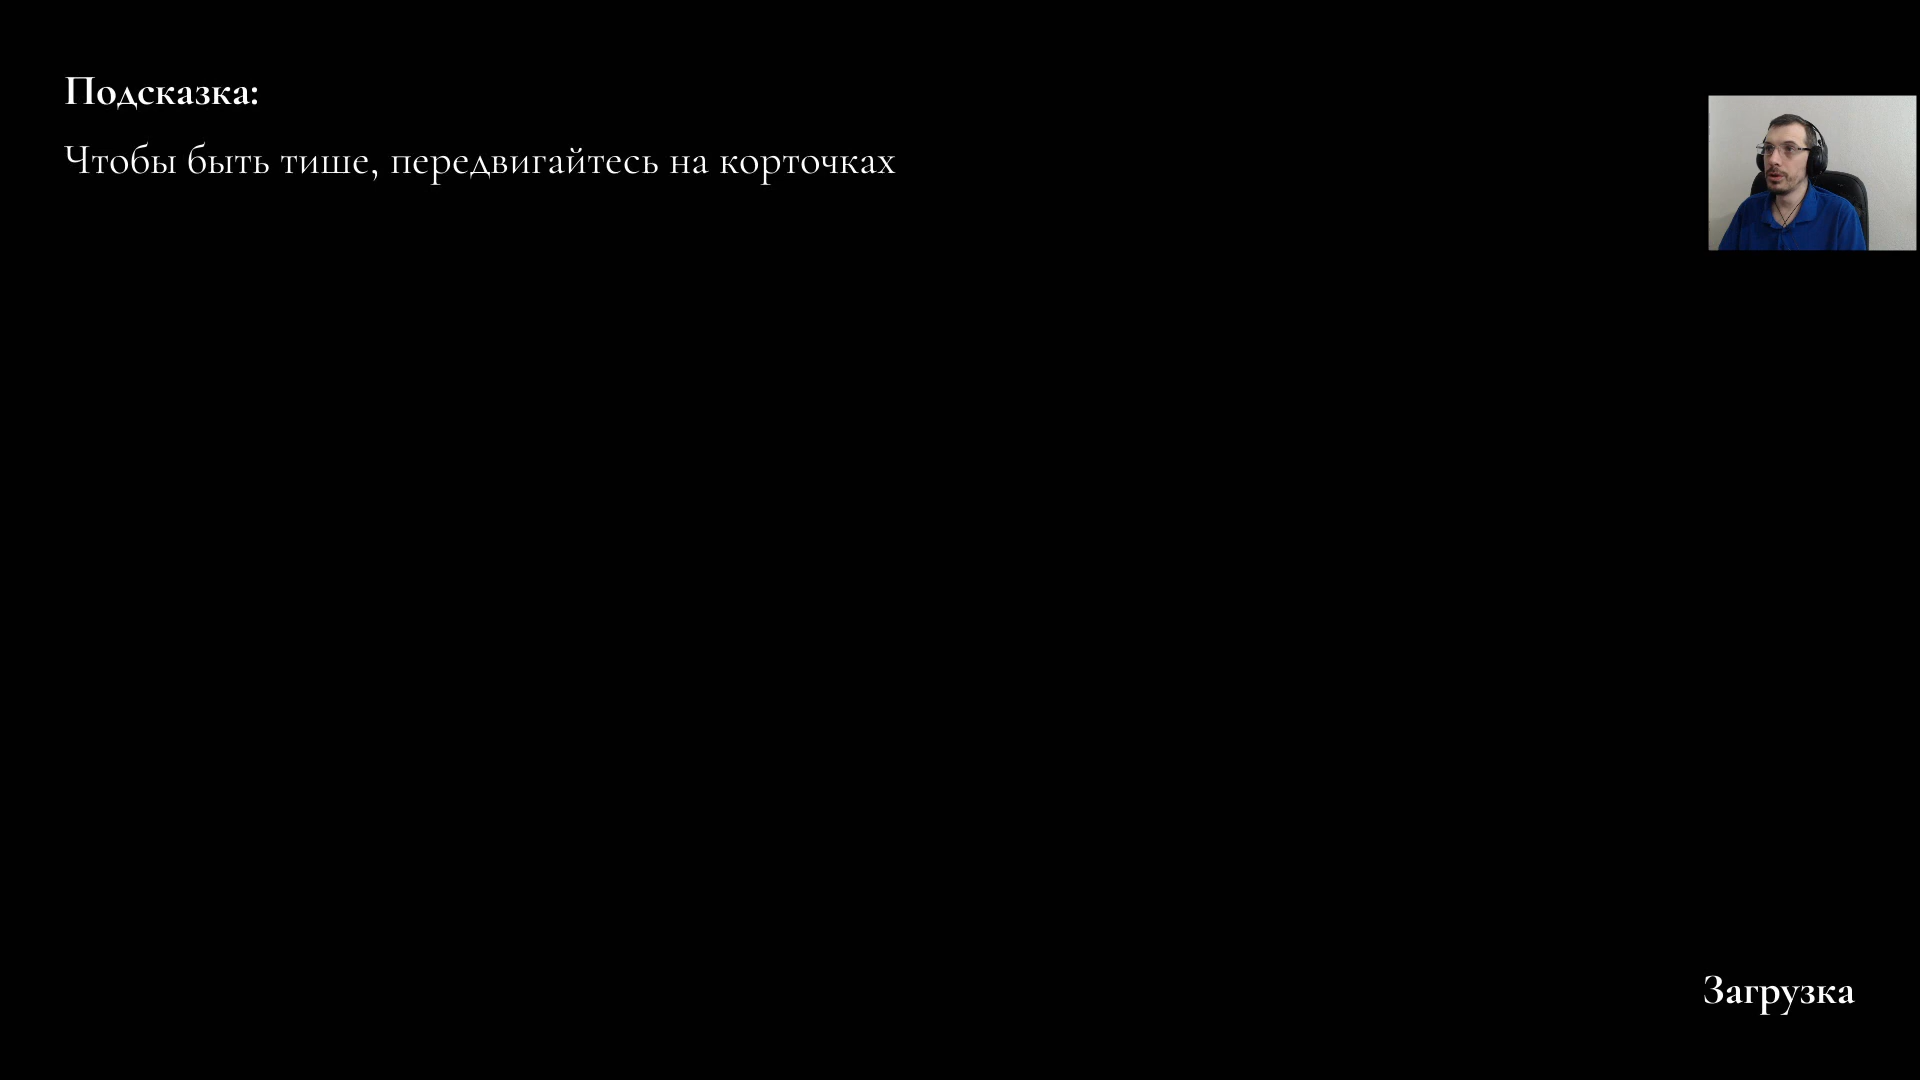 Подсказка:
Чтобы быть тише, передвигайтесь на корточках
Загрузка